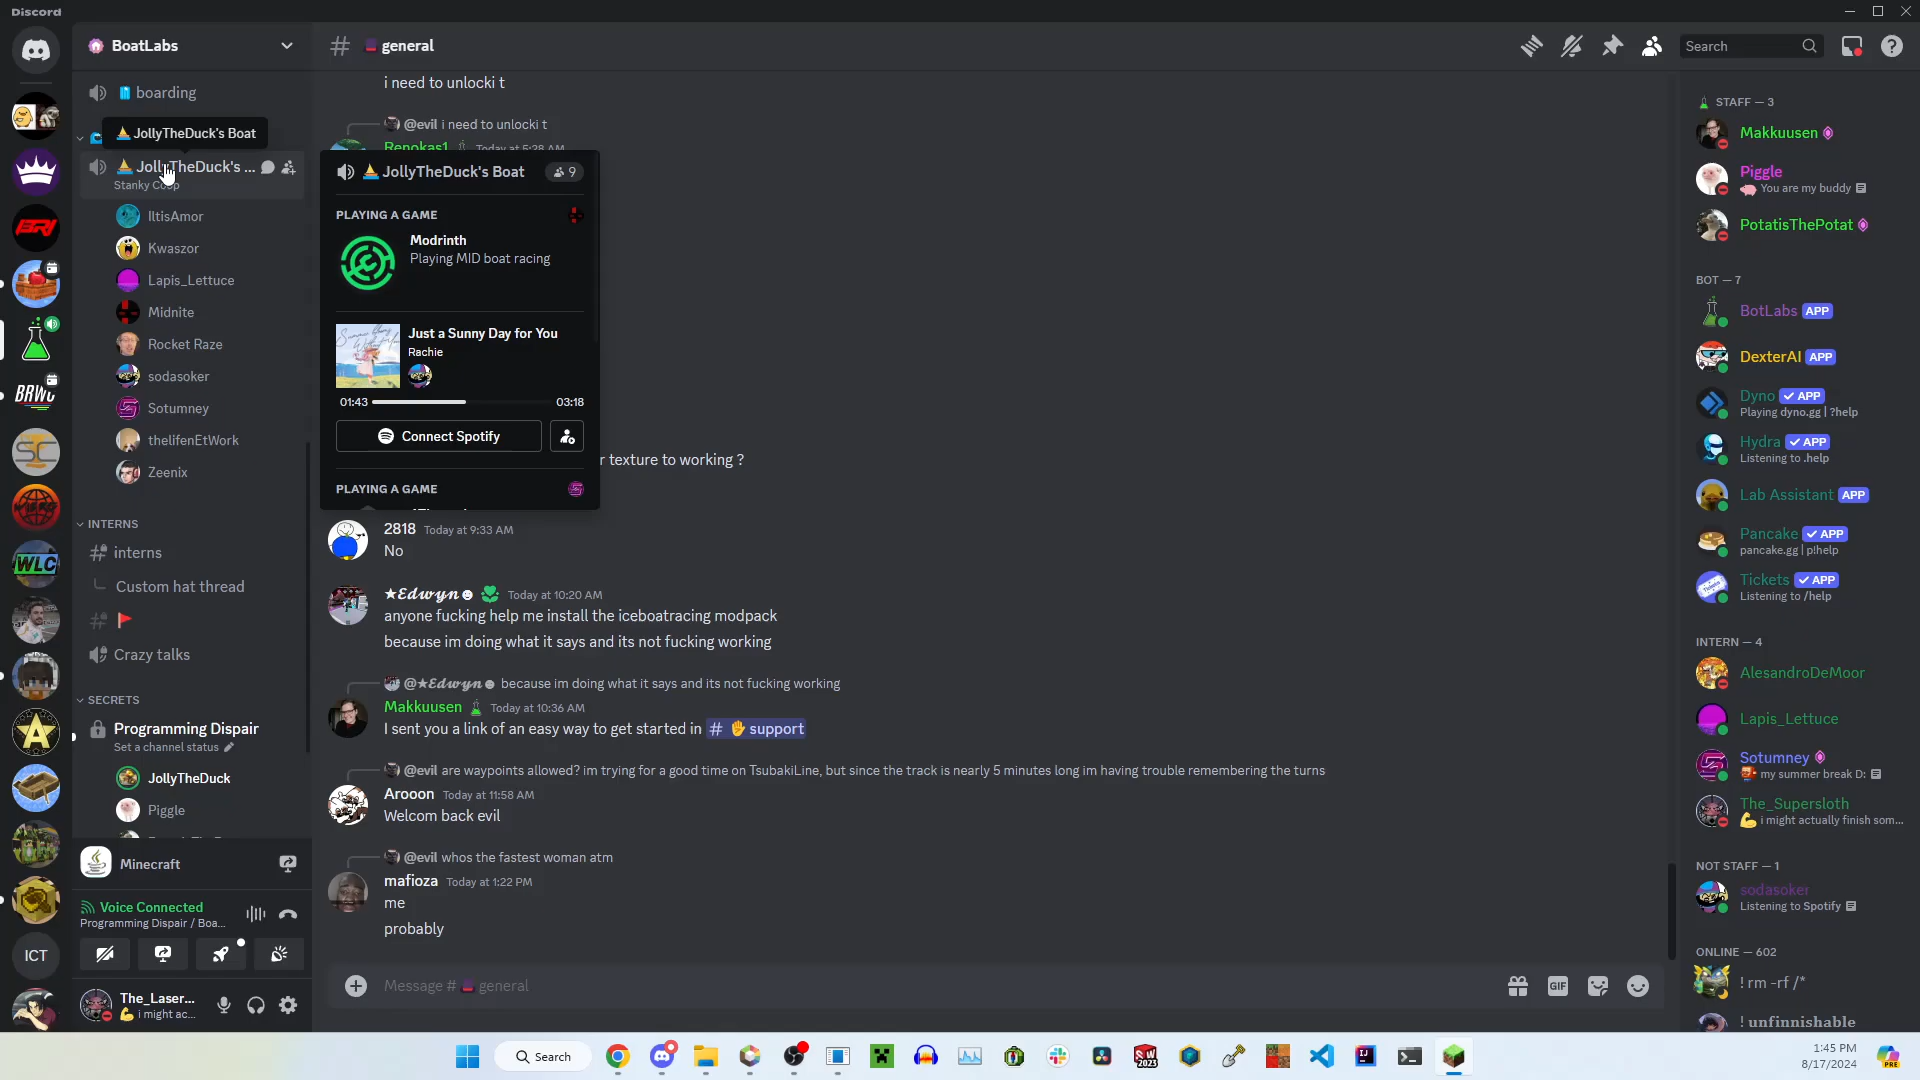 Discord
BoatLabs
boarding
JollyTheDuck's Boat
JollyTheDuck's ...
IltisAmor
Kwaszor
Lapis_Lettuce
Midnite
Rocket Raze
sodasoker
Sotumney
thelifenEtWork
Zeenix
INTERNS
interns
Custom hat thread
Crazy talks
SECRETS
Programming Dispair
Set a channel status
JollyTheDuck
Piggle
Minecraft
Voice Connected
Programming Dispair / Boa...
The_Laser...
i might ac...
BRWC
SC
WLC
A
ICT
# general
i need to unlocki t
@evil i need to unlocki t
Renokas1 Today at 5:28 AM
JollyTheDuck's Boat
9
PLAYING A GAME
Modrinth
Playing MID boat racing
Just a Sunny Day for You
Rachie
01:43
03:18
Connect Spotify
PLAYING A GAME
r texture to working ?
2818 Today at 9:33 AM
No
★𝓔𝓭𝔀𝔂𝓷☻ Today at 10:20 AM
anyone fucking help me install the iceboatracing modpack
because im doing what it says and its not fucking working
@★𝓔𝓭𝔀𝔂𝓷☻ because im doing what it says and its not fucking working
Makkuusen Today at 10:36 AM
I sent you a link of an easy way to get started in # ✋support
@evil are waypoints allowed? im trying for a good time on TsubakiLine, but since the track is nearly 5 minutes long im having trouble remembering the turns
Arooon Today at 11:58 AM
Welcom back evil
@evil whos the fastest woman atm
mafioza Today at 1:22 PM
me
probably
Message # general
GIF
Search
STAFF — 3
Makkuusen
Piggle
You are my buddy
PotatisThePotat
BOT — 7
BotLabs APP
DexterAI APP
Dyno ✓ APP
Playing dyno.gg | ?help
Hydra ✓ APP
Listening to .help
Lab Assistant APP
Pancake ✓ APP
pancake.gg | p!help
Tickets ✓ APP
Listening to /help
INTERN — 4
AlesandroDeMoor
Lapis_Lettuce
Sotumney
my summer break D:
The_Supersloth
i might actually finish som...
NOT STAFF — 1
sodasoker
Listening to Spotify
ONLINE — 602
! rm -rf /*
! unfinnishable
Search
1:45 PM
8/17/2024
PRE